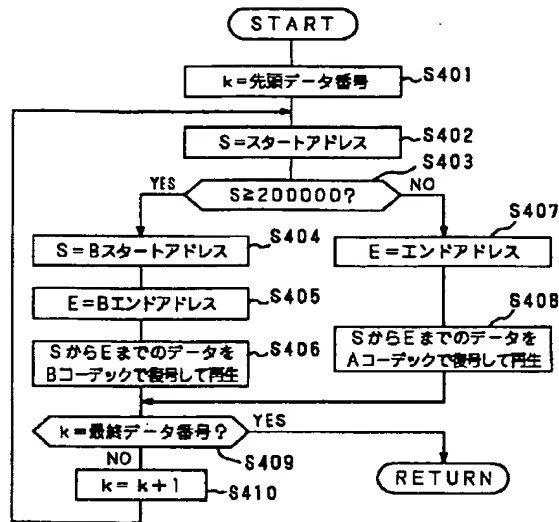 START
k=先頭データ番号
S401
S=スタートアドレス
S402
S403
YES
S≧200000?
NO
S=Bスタートアドレス
S404
E=エンドアドレス
S407
E=Bエンドアドレス
S405
SからEまでのデータを
Bコーデックで復号して再生
S406
SからEまでのデータを
Aコーデックで復号して再生
S408
k=最終データ番号?
YES
S409
NO
k=k+1
S410
RETURN